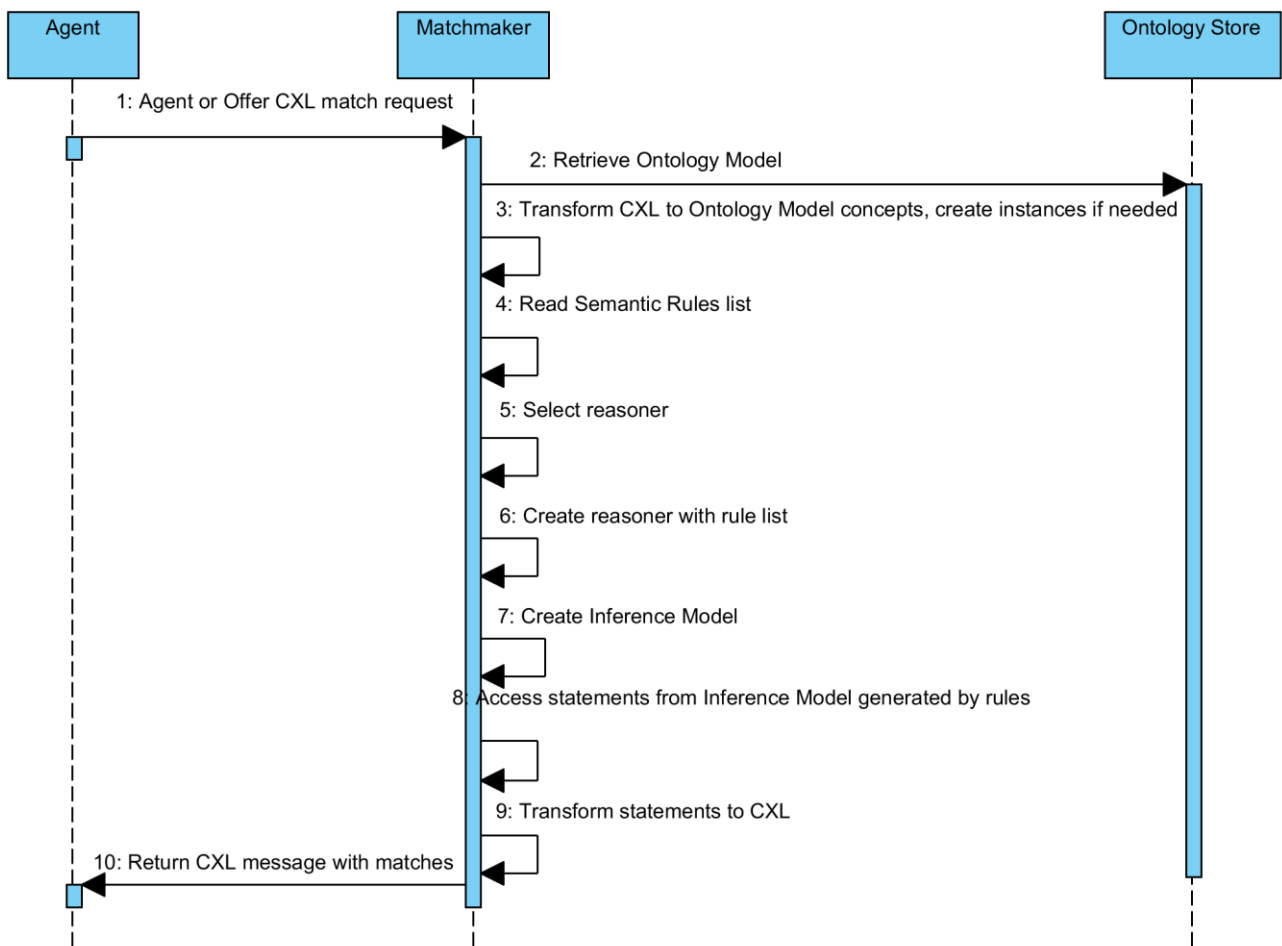 Agent
Matchmaker
Ontology Store
1: Agent or Offer CXL match request
2: Retrieve Ontology Model
3: Transform CXL to Ontology Model concepts, create instances if needed
4: Read Semantic Rules list
5: Select reasoner
6: Create reasoner with rule list
7: Create Inference Model
8: Access statements from Inference Model generated by rules
9: Transform statements to CXL
10: Return CXL message with matches